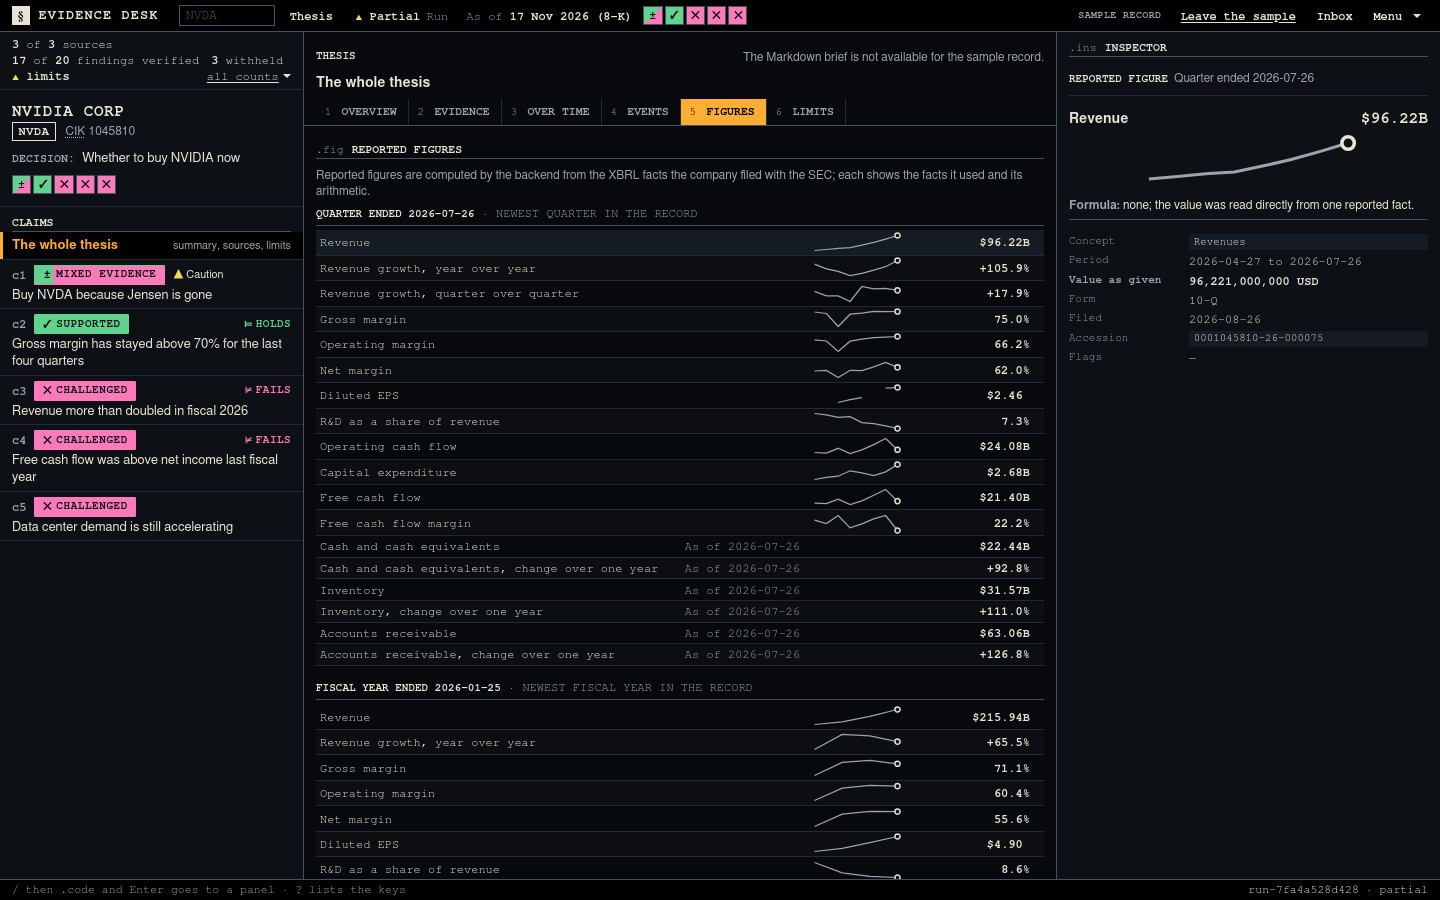 § EVIDENCE DESK NVDA Thesis ▲ Partial Run As of 17 Nov 2026 (8-K) ± ✓ ✕ ✕ ✕ SAMPLE RECORD Leave the sample Inbox Menu
3 of 3 sources
17 of 20 findings verified 3 withheld
▲ limits all counts
NVIDIA CORP
NVDA CIK 1045810
DECISION: Whether to buy NVIDIA now
± ✓ ✕ ✕ ✕
CLAIMS
The whole thesis summary, sources, limits
c1 ± MIXED EVIDENCE ▲ Caution
Buy NVDA because Jensen is gone
c2 ✓ SUPPORTED ⊨ HOLDS
Gross margin has stayed above 70% for the last
four quarters
c3 ✕ CHALLENGED ⊭ FAILS
Revenue more than doubled in fiscal 2026
c4 ✕ CHALLENGED ⊭ FAILS
Free cash flow was above net income last fiscal
year
c5 ✕ CHALLENGED
Data center demand is still accelerating
THESIS The Markdown brief is not available for the sample record.
The whole thesis
1 OVERVIEW 2 EVIDENCE 3 OVER TIME 4 EVENTS 5 FIGURES 6 LIMITS
.fig REPORTED FIGURES
Reported figures are computed by the backend from the XBRL facts the company filed with the SEC; each shows the facts it used and its
arithmetic.
QUARTER ENDED 2026-07-26 · NEWEST QUARTER IN THE RECORD
Revenue $96.22B
Revenue growth, year over year +105.9%
Revenue growth, quarter over quarter +17.9%
Gross margin 75.0%
Operating margin 66.2%
Net margin 62.0%
Diluted EPS $2.46
R&D as a share of revenue 7.3%
Operating cash flow $24.08B
Capital expenditure $2.68B
Free cash flow $21.40B
Free cash flow margin 22.2%
Cash and cash equivalents As of 2026-07-26 $22.44B
Cash and cash equivalents, change over one year As of 2026-07-26 +92.8%
Inventory As of 2026-07-26 $31.57B
Inventory, change over one year As of 2026-07-26 +111.0%
Accounts receivable As of 2026-07-26 $63.06B
Accounts receivable, change over one year As of 2026-07-26 +126.8%
FISCAL YEAR ENDED 2026-01-25 · NEWEST FISCAL YEAR IN THE RECORD
Revenue $215.94B
Revenue growth, year over year +65.5%
Gross margin 71.1%
Operating margin 60.4%
Net margin 55.6%
Diluted EPS $4.90
R&D as a share of revenue 8.6%
.ins INSPECTOR
REPORTED FIGURE Quarter ended 2026-07-26
Revenue $96.22B
Formula: none; the value was read directly from one reported fact.
Concept Revenues
Period 2026-04-27 to 2026-07-26
Value as given 96,221,000,000 USD
Form 10-Q
Filed 2026-08-26
Accession 0001045810-26-000075
Flags —
/ then .code and Enter goes to a panel · ? lists the keys run-7fa4a528d428 · partial